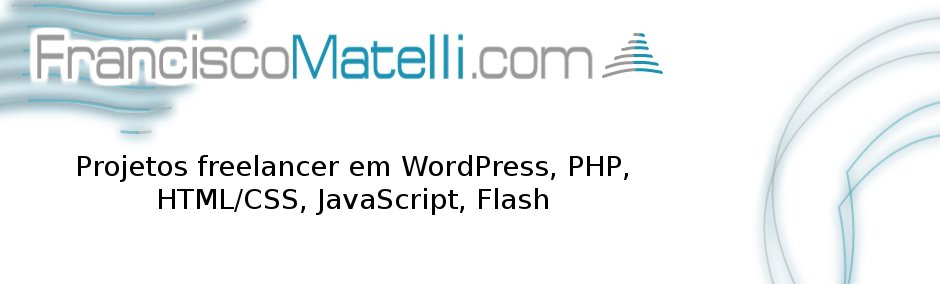 FranciscoMatelli.com
Projetos freelancer em WordPress, PHP,
HTML/CSS, JavaScript, Flash